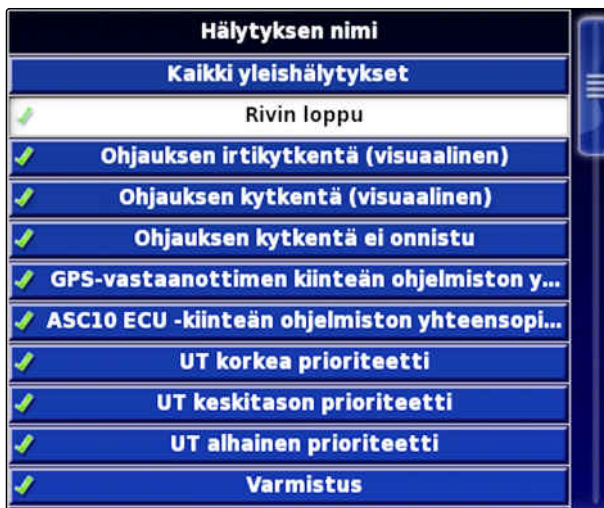 Hälytyksen nimi
Kaikki yleishälytykset
Rivin loppu
Ohjauksen irtikytkentä (visuaalinen)
Ohjauksen kytkentä (visuaalinen)
Ohjauksen kytkentä ei onnistu
GPS-vastaanottimen kiinteän ohjelmiston y...
ASC10 ECU -kiinteän ohjelmiston yhteensopi...
UT korkea prioriteetti
UT keskitason prioriteetti
UT alhainen prioriteetti
Varmistus